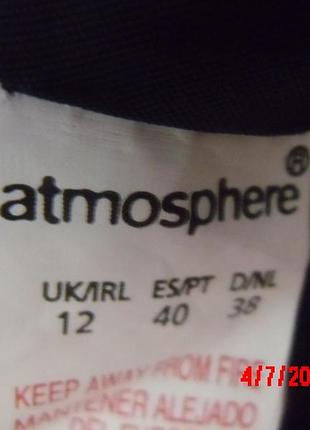 atmosphere®
UK/IRL ES/PT D/NL
12 40 38
KEEP AWAY FROM FIRE
MANTENER ALEJADO
4/7/20